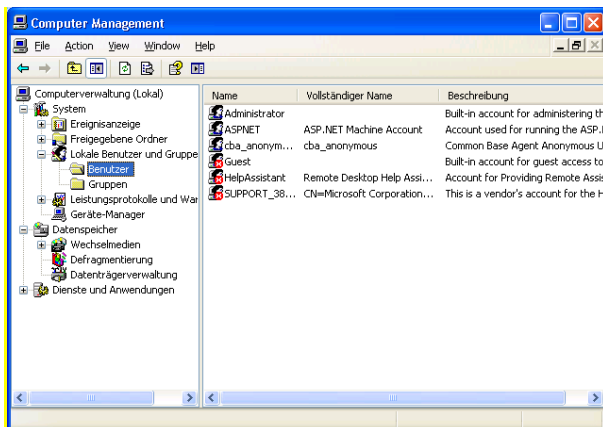 Computer Management
File Action View Window Help
Computerverwaltung (Lokal)
System
Ereignisanzeige
Freigegebene Ordner
Lokale Benutzer und Gruppe
Benutzer
Gruppen
Leistungsprotokolle und War
Geräte-Manager
Datenspeicher
Wechselmedien
Defragmentierung
Datenträgerverwaltung
Dienste und Anwendungen
Name Vollständiger Name Beschreibung
Administrator Built-in account for administering th
ASPNET ASP.NET Machine Account Account used for running the ASP.
cba_anonym... cba_anonymous Common Base Agent Anonymous U
Guest Built-in account for guest access to
HelpAssistant Remote Desktop Help Assi... Account for Providing Remote Assis
SUPPORT_38... CN=Microsoft Corporation... This is a vendor's account for the H